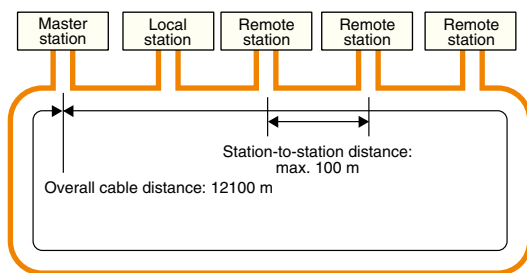 Master
station
Local
station
Remote
station
Remote
station
Remote
station
Station-to-station distance:
max. 100 m
Overall cable distance: 12100 m